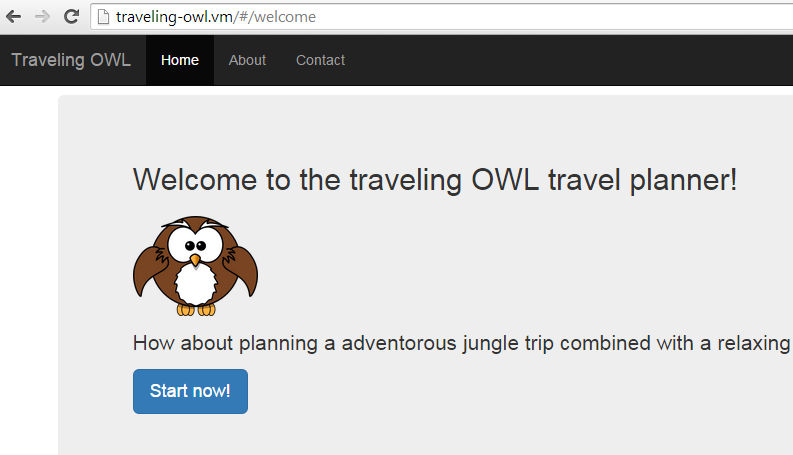 traveling-owl.vm/#/welcome
Traveling OWL Home About Contact
Welcome to the traveling OWL travel planner!
How about planning a adventorous jungle trip combined with a relaxing
Start now!